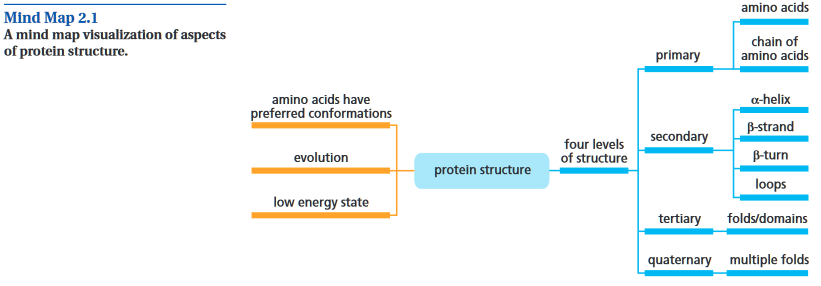 Mind Map 2.1
A mind map visualization of aspects
of protein structure.
amino acids have
preferred conformations
evolution
low energy state
protein structure
four levels
of structure
primary
amino acids
chain of
amino acids
secondary
α-helix
β-strand
β-turn
loops
tertiary
folds/domains
quaternary
multiple folds